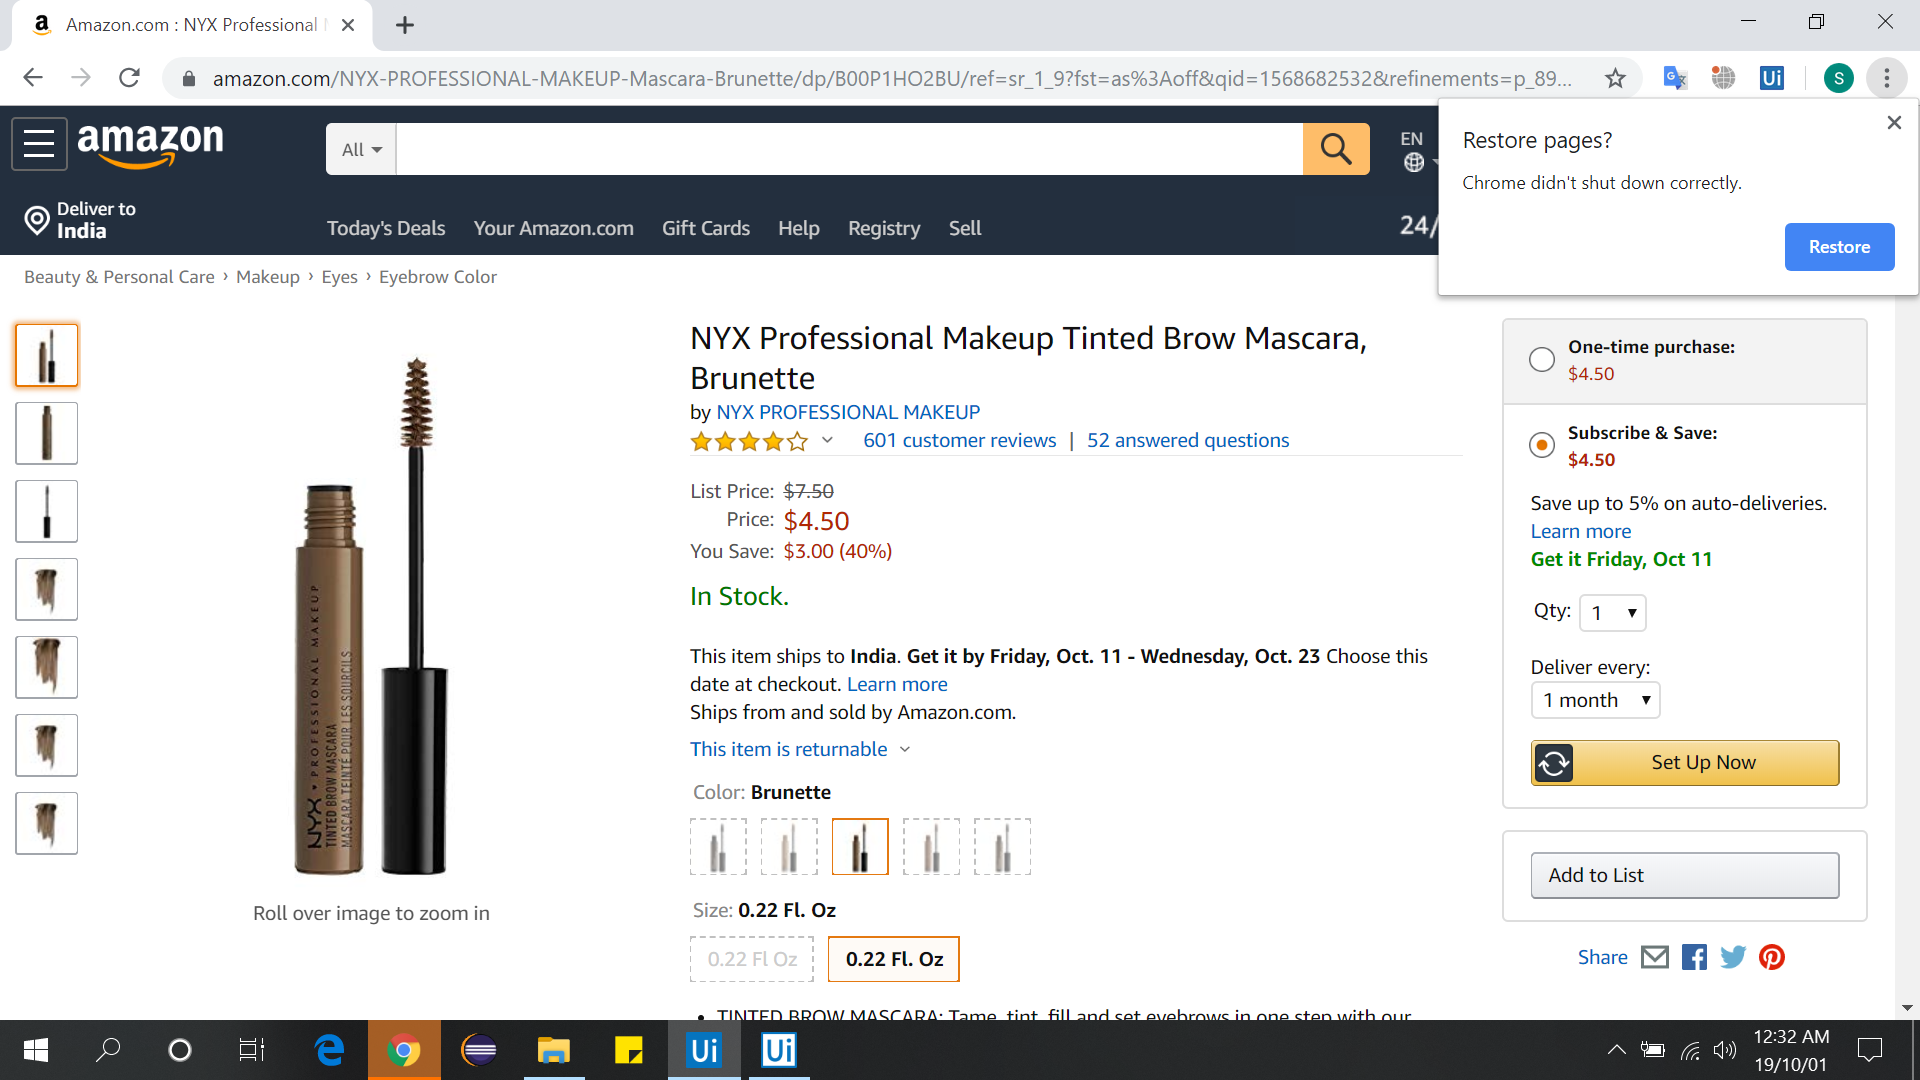 Amazon.com : NYX Professional
amazon.com/NYX-PROFESSIONAL-MAKEUP-Mascara-Brunette/dp/B00P1HO2BU/ref=sr_1_9?fst=as%3Aoff&qid=1568682532&refinements=p_89...
Ui
S
Restore pages?
Chrome didn't shut down correctly.
Restore
amazon
All
EN
Deliver to
India
Today's Deals
Your Amazon.com
Gift Cards
Help
Registry
Sell
24/
Beauty & Personal Care › Makeup › Eyes › Eyebrow Color
NYX PROFESSIONAL MAKEUP
TINTED BROW MASCARA
MASCARA TEINTÉ POUR LES SOURCILS
Roll over image to zoom in
NYX Professional Makeup Tinted Brow Mascara,
Brunette
by NYX PROFESSIONAL MAKEUP
601 customer reviews | 52 answered questions
List Price: $7.50
Price: $4.50
You Save: $3.00 (40%)
In Stock.
This item ships to India. Get it by Friday, Oct. 11 - Wednesday, Oct. 23 Choose this
date at checkout. Learn more
Ships from and sold by Amazon.com.
This item is returnable
Color: Brunette
Size: 0.22 Fl. Oz
0.22 Fl Oz
0.22 Fl. Oz
• TINTED BROW MASCARA: Tame, tint, fill and set eyebrows in one step with our
One-time purchase:
$4.50
Subscribe & Save:
$4.50
Save up to 5% on auto-deliveries.
Learn more
Get it Friday, Oct 11
Qty: 1
Deliver every:
1 month
Set Up Now
Add to List
Share
Ui
Ui
12:32 AM
19/10/01